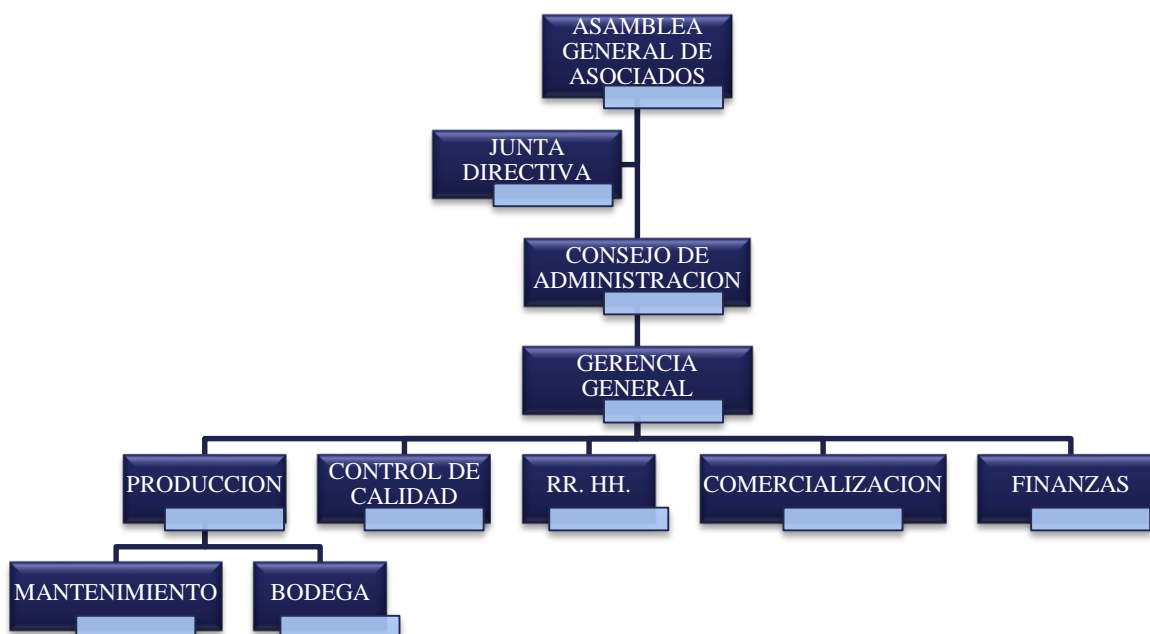 ASAMBLEA
GENERAL DE
ASOCIADOS
JUNTA
DIRECTIVA
CONSEJO DE
ADMINISTRACION
GERENCIA
GENERAL
PRODUCCION
CONTROL DE
CALIDAD
RR. HH.
COMERCIALIZACION
FINANZAS
MANTENIMIENTO
BODEGA